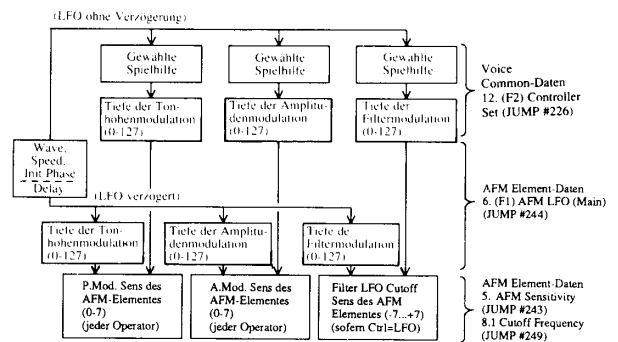 (LFO ohne Verzögerung)
Gewählte
Spielhilfe
Gewählte
Spielhilfe
Gewählte
Spielhilfe
Tiefe der Ton-
höhenmodulation
(0-127)
Tiefe der Amplitu-
denmodulation
(0-127)
Tiefe der
Filtermodulation
(0-127)
Voice
Common-Daten
12. (F2) Controller
Set (JUMP #226)
Wave,
Speed,
Init Phase
Delay
(LFO verzögert)
Tiefe der Ton-
höhenmodulation
(0-127)
Tiefe der Amplitu-
denmodulation
(0-127)
Tiefe de
Filtermodulation
(0-127)
AFM Element-Daten
6. (F1) AFM LFO (Main)
(JUMP #244)
P.Mod. Sens des
AFM-Elementes
(0-7)
(jeder Operator)
A.Mod. Sens des
AFM-Elementes
(0-7)
(jeder Operator)
Filter LFO Cutoff
Sens des AFM
Elementes (-7...+7)
(sofern Ctrl=LFO)
AFM Element-Daten
5. AFM Sensitivity
(JUMP #243)
8.1 Cutoff Frequency
(JUMP #249)